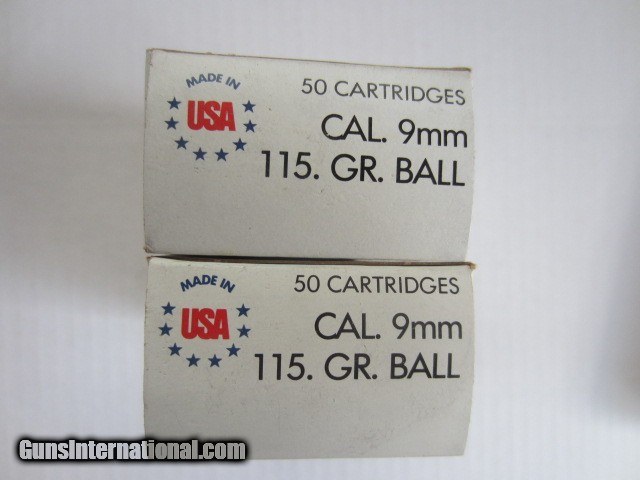 MADE IN
USA
50 CARTRIDGES
CAL. 9mm
115. GR. BALL
MADE IN
USA
50 CARTRIDGES
CAL. 9mm
115. GR. BALL
GunsInternational.com